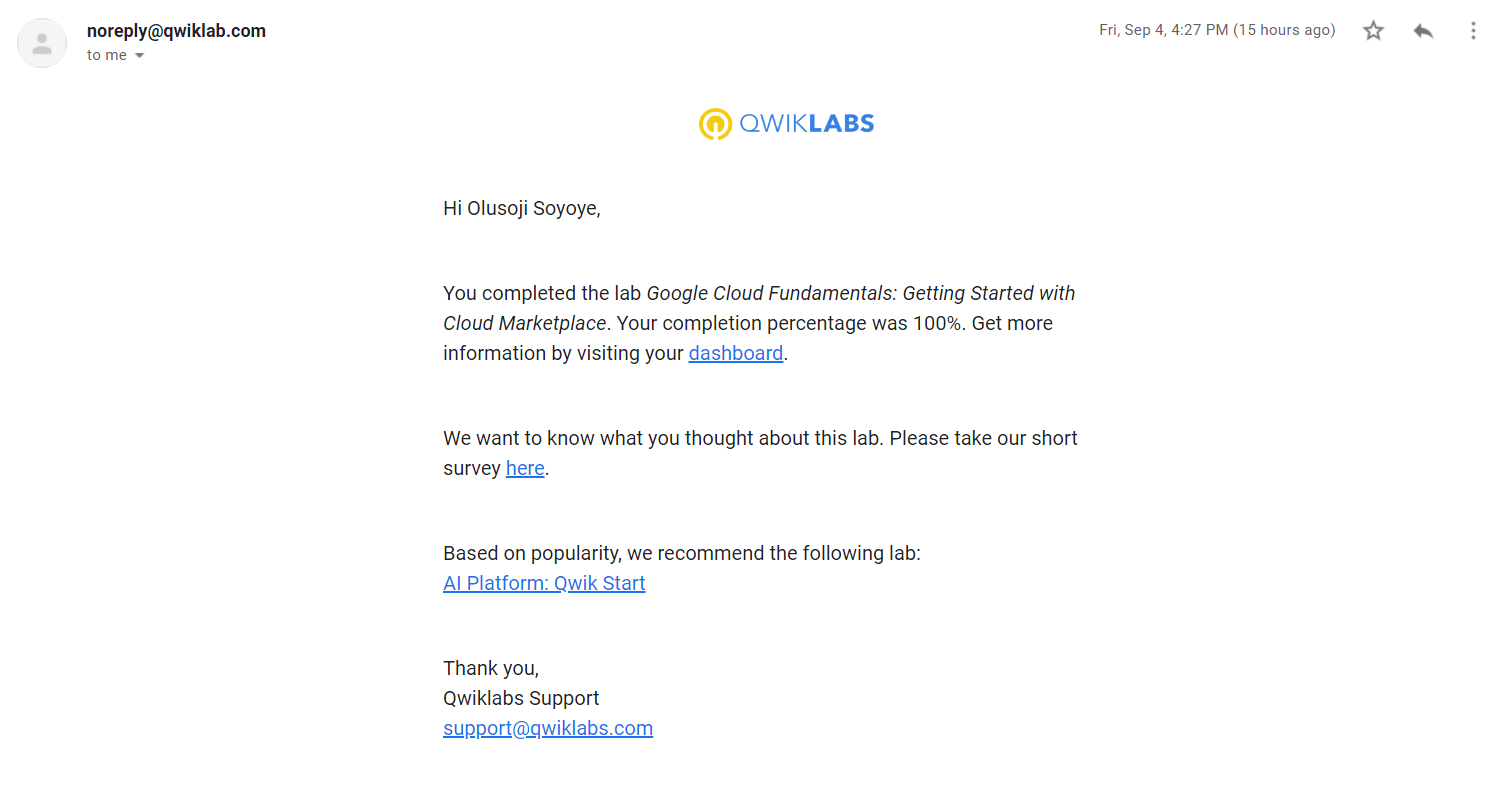 noreply@qwiklab.com
Fri, Sep 4, 4:27 PM (15 hours ago)
to me
QWIKLABS
Hi Olusoji Soyoye,
You completed the lab Google Cloud Fundamentals: Getting Started with
Cloud Marketplace. Your completion percentage was 100%. Get more
information by visiting your dashboard.
We want to know what you thought about this lab. Please take our short
survey here.
Based on popularity, we recommend the following lab:
AI Platform: Qwik Start
Thank you,
Qwiklabs Support
support@qwiklabs.com